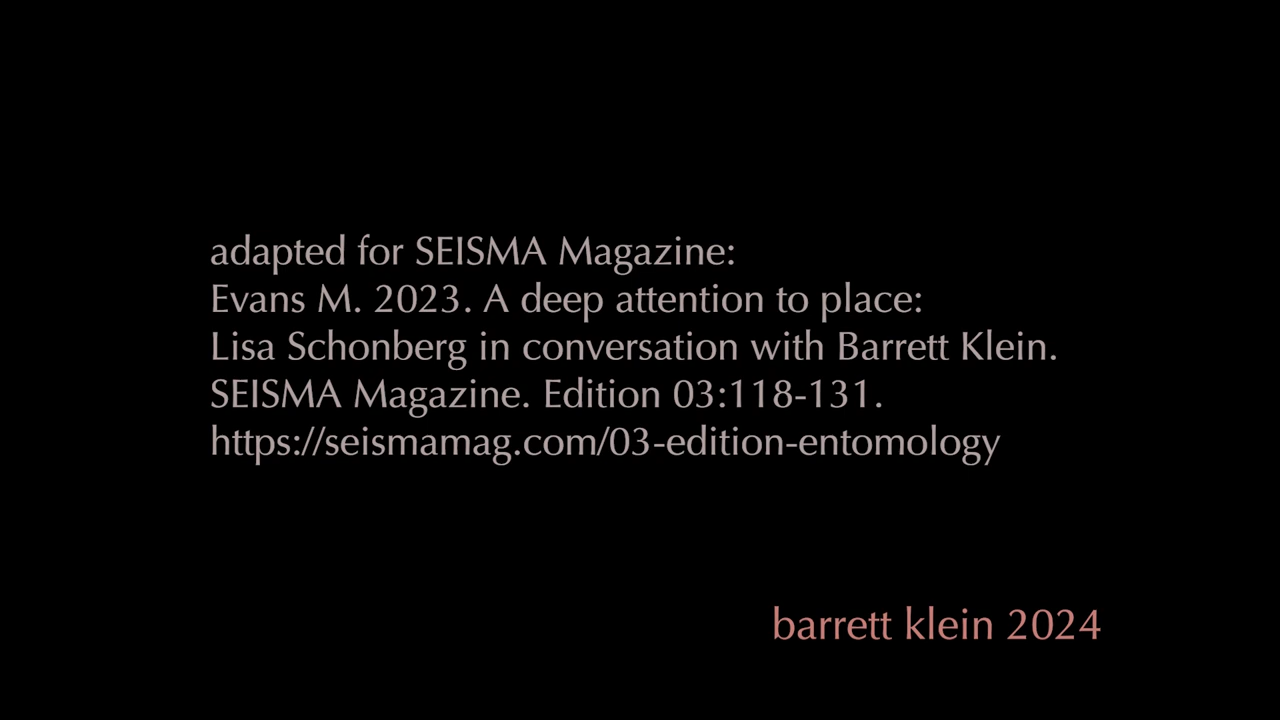 adapted for SEISMA Magazine:
Evans M. 2023. A deep attention to place:
Lisa Schonberg in conversation with Barrett Klein.
SEISMA Magazine. Edition 03:118-131.
https://seismamag.com/03-edition-entomology
barrett klein 2024